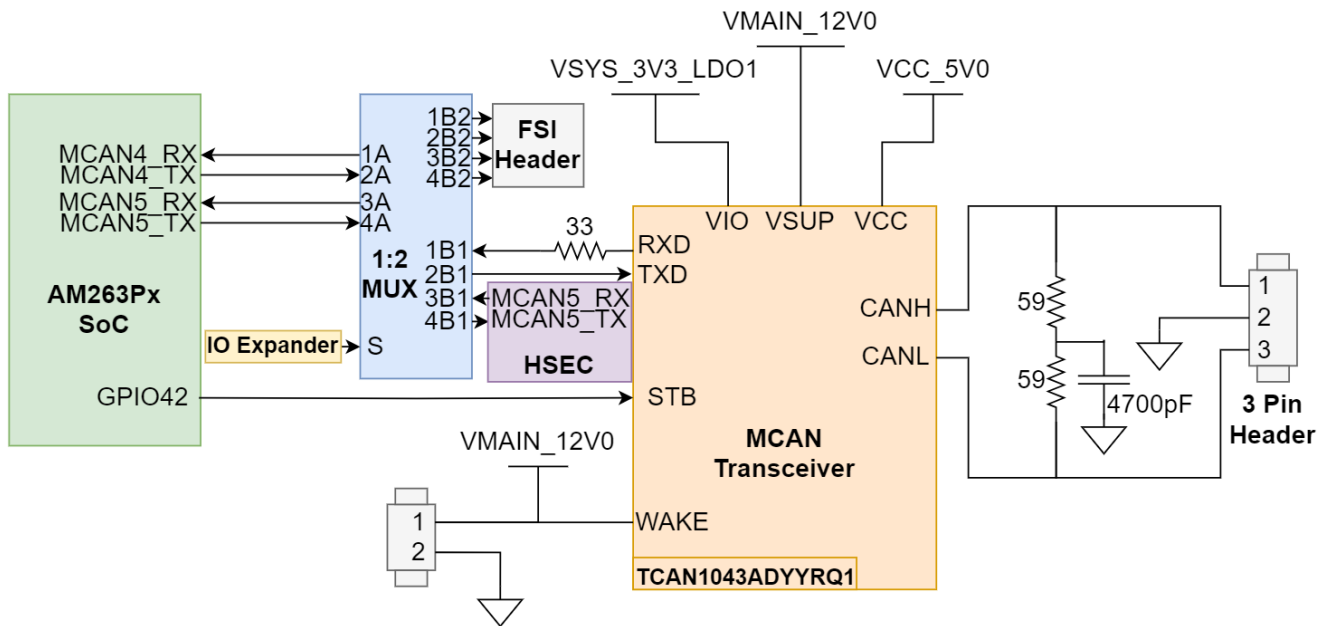 VMAIN_12V0
VSYS_3V3_LDO1
VCC_5V0
MCAN4_RX
MCAN4_TX
MCAN5_RX
MCAN5_TX
AM263Px
SoC
GPIO42
IO Expander
1A
2A
3A
4A
1:2
MUX
S
1B2
2B2
3B2
4B2
1B1
2B1
3B1
4B1
FSI
Header
33
MCAN5_RX
MCAN5_TX
HSEC
VIO
VSUP
VCC
RXD
TXD
CANH
CANL
STB
MCAN
Transceiver
WAKE
TCAN1043ADYYRQ1
VMAIN_12V0
1
2
59
59
4700pF
1
2
3
3 Pin
Header